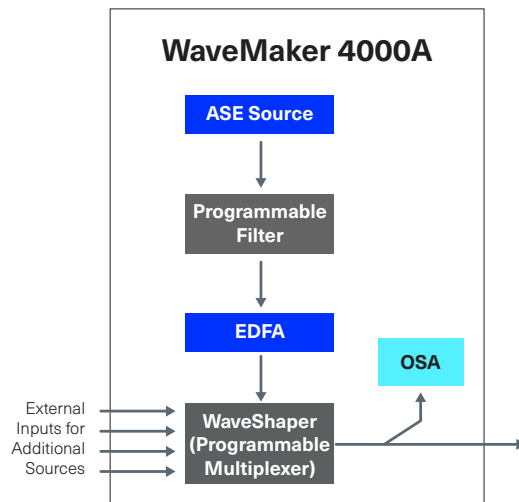 WaveMaker 4000A
ASE Source
Programmable
Filter
EDFA
OSA
External
Inputs for
Additional
Sources
WaveShaper
(Programmable
Multiplexer)